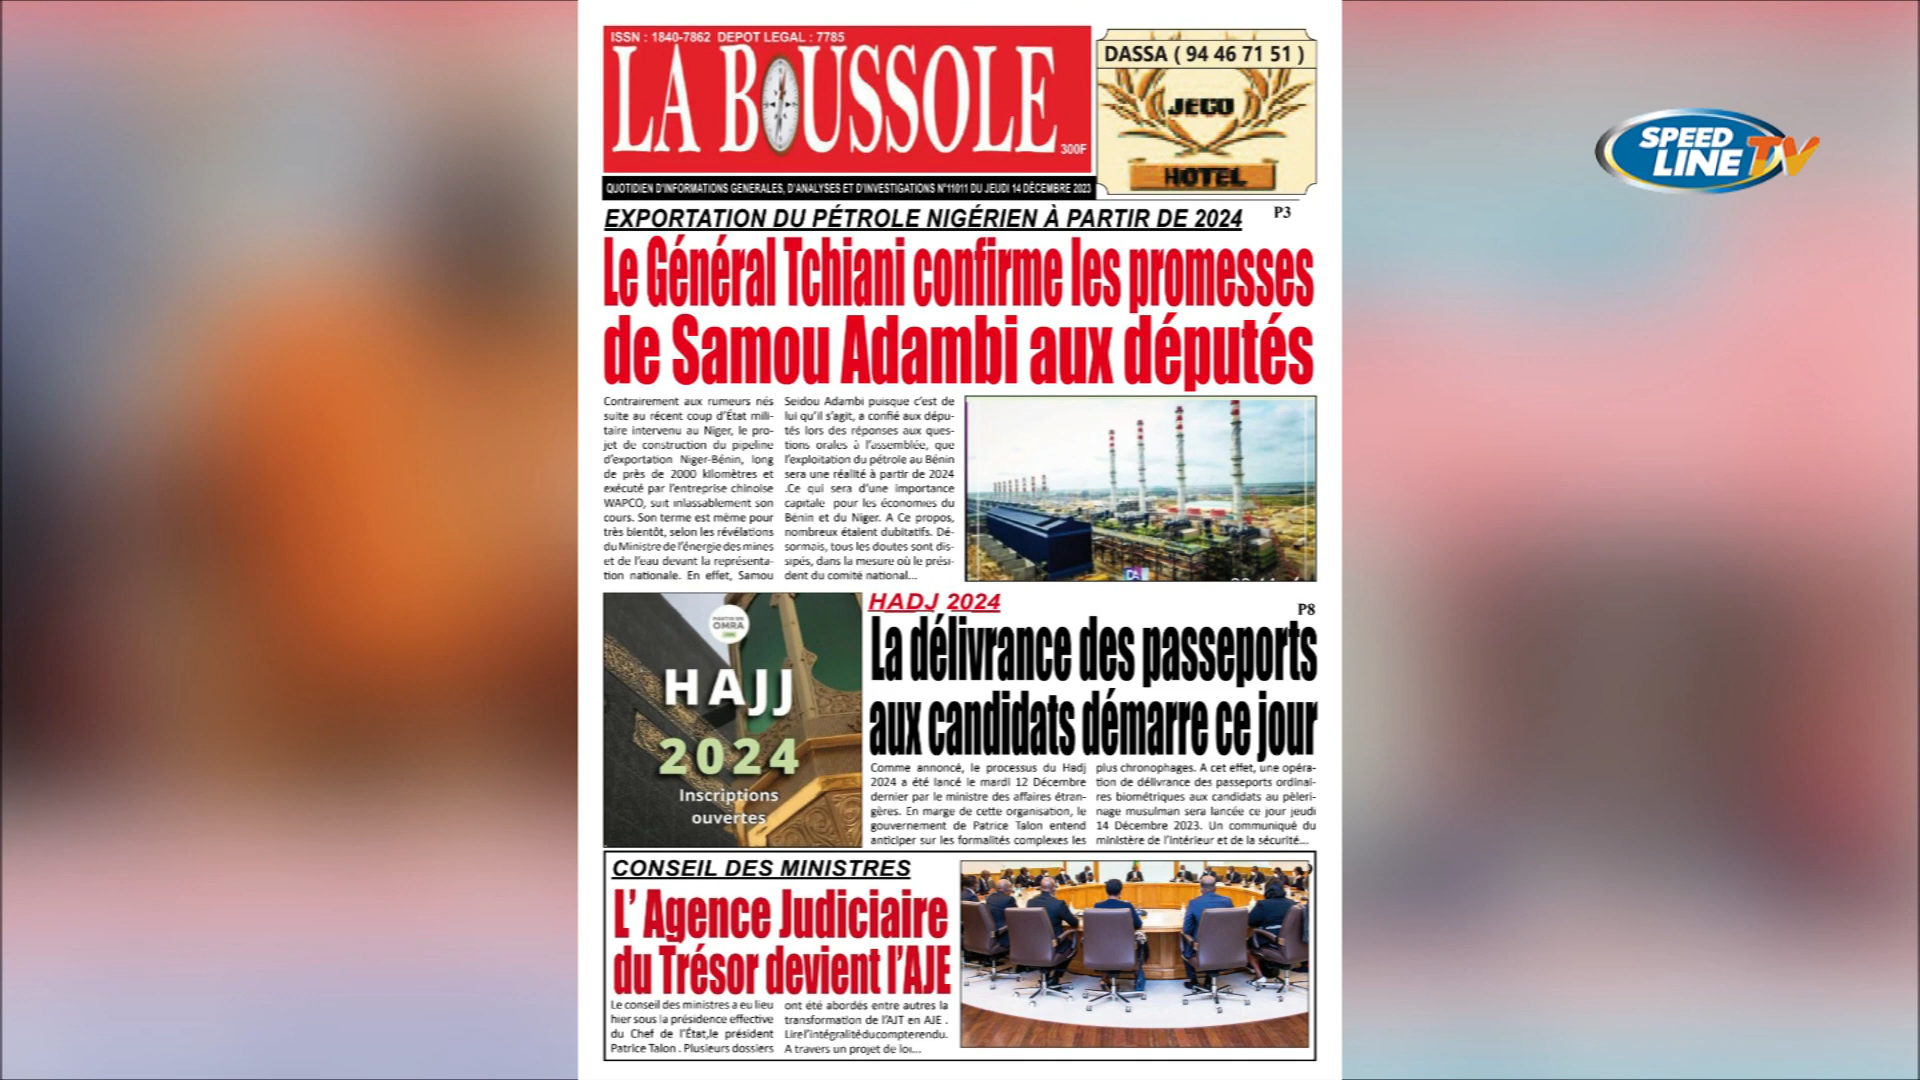 ISSN : 1840-7862 DEPOT LEGAL : 7785
LA BOUSSOLE
300F
QUOTIDIEN D'INFORMATIONS GENERALES, D'ANALYSES ET D'INVESTIGATIONS N°11011 DU JEUDI 14 DÉCEMBRE 2023
DASSA ( 94 46 71 51 )
JECO
HOTEL
SPEED
LINE TV
EXPORTATION DU PÉTROLE NIGÉRIEN À PARTIR DE 2024
P3
Le Général Tchiani confirme les promesses
de Samou Adambi aux députés
Contrairement aux rumeurs nés
suite au récent coup d'État mili-
taire intervenu au Niger, le pro-
jet de construction du pipeline
d'exportation Niger-Bénin, long
de près de 2000 kilomètres et
exécuté par l'entreprise chinoise
WAPCO, suit inlassablement son
cours. Son terme est même pour
très bientôt, selon les révélations
du Ministre de l'énergie des mines
et de l'eau devant la représenta-
tion nationale. En effet, Samou
Seidou Adambi puisque c'est de
lui qu'il s'agit, a confié aux dépu-
tés lors des réponses aux ques-
tions orales à l'assemblée, que
l'exploitation du pétrole au Bénin
sera une réalité à partir de 2024
.Ce qui sera d'une importance
capitale pour les économies du
Bénin et du Niger. A Ce propos,
nombreux étaient dubitatifs. Dé-
sormais, tous les doutes sont dis-
sipés, dans la mesure où le prési-
dent du comité national...
OMRA
HAJJ
2024
Inscriptions
ouvertes
HADJ 2024
P8
La délivrance des passeports
aux candidats démarre ce jour
Comme annoncé, le processus du Hadj
2024 a été lancé le mardi 12 Décembre
dernier par le ministre des affaires étran-
gères. En marge de cette organisation, le
gouvernement de Patrice Talon entend
anticiper sur les formalités complexes les
plus chronophages. A cet effet, une opéra-
tion de délivrance des passeports ordinai-
res biométriques aux candidats au pèleri-
nage musulman sera lancée ce jour jeudi
14 Décembre 2023. Un communiqué du
ministère de l'Intérieur et de la sécurité...
CONSEIL DES MINISTRES
L' Agence Judiciaire
du Trésor devient l'AJE
Le conseil des ministres a eu lieu
hier sous la présidence effective
du Chef de l'État,le président
Patrice Talon . Plusieurs dossiers
ont été abordés entre autres la
transformation de l'AJT en AJE .
Lire l'intégralité du compte rendu.
A travers un projet de loi...